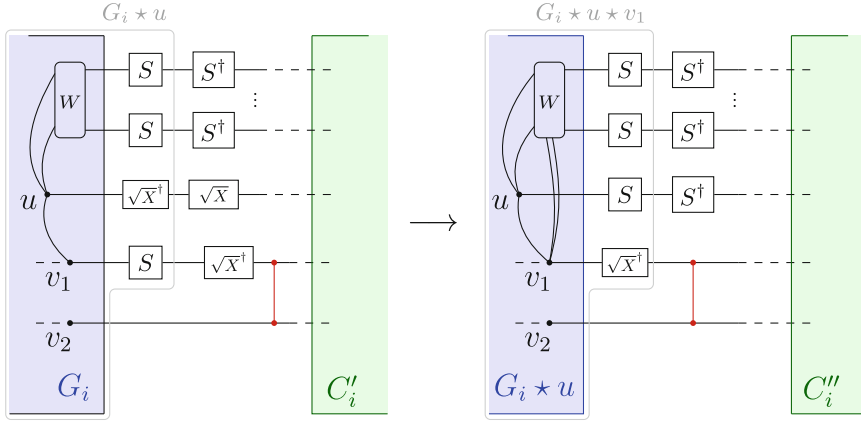 G_i ⋆ u
G_i ⋆ u ⋆ v_1
W S S†
⋮
S S†
u √X† √X
v_1 S √X†
v_2
G_i C′_i
⟶
W S S†
⋮
S S†
u S S†
v_1 √X†
v_2
G_i ⋆ u C″_i